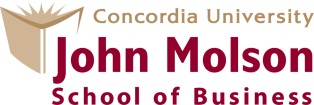 Concordia University
John Molson
School of Business